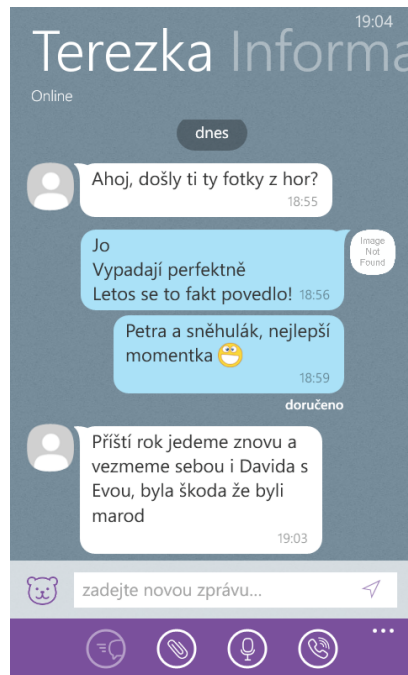 19:04
Terezka Informa
Online
dnes
Ahoj, došly ti ty fotky z hor?
18:55
Jo
Vypadají perfektně
Letos se to fakt povedlo! 18:56
Image
Not
Found
Petra a sněhulák, nejlepší
momentka
18:59
doručeno
Příští rok jedeme znovu a
vezmeme sebou i Davida s
Evou, byla škoda že byli
marod
19:03
zadejte novou zprávu...